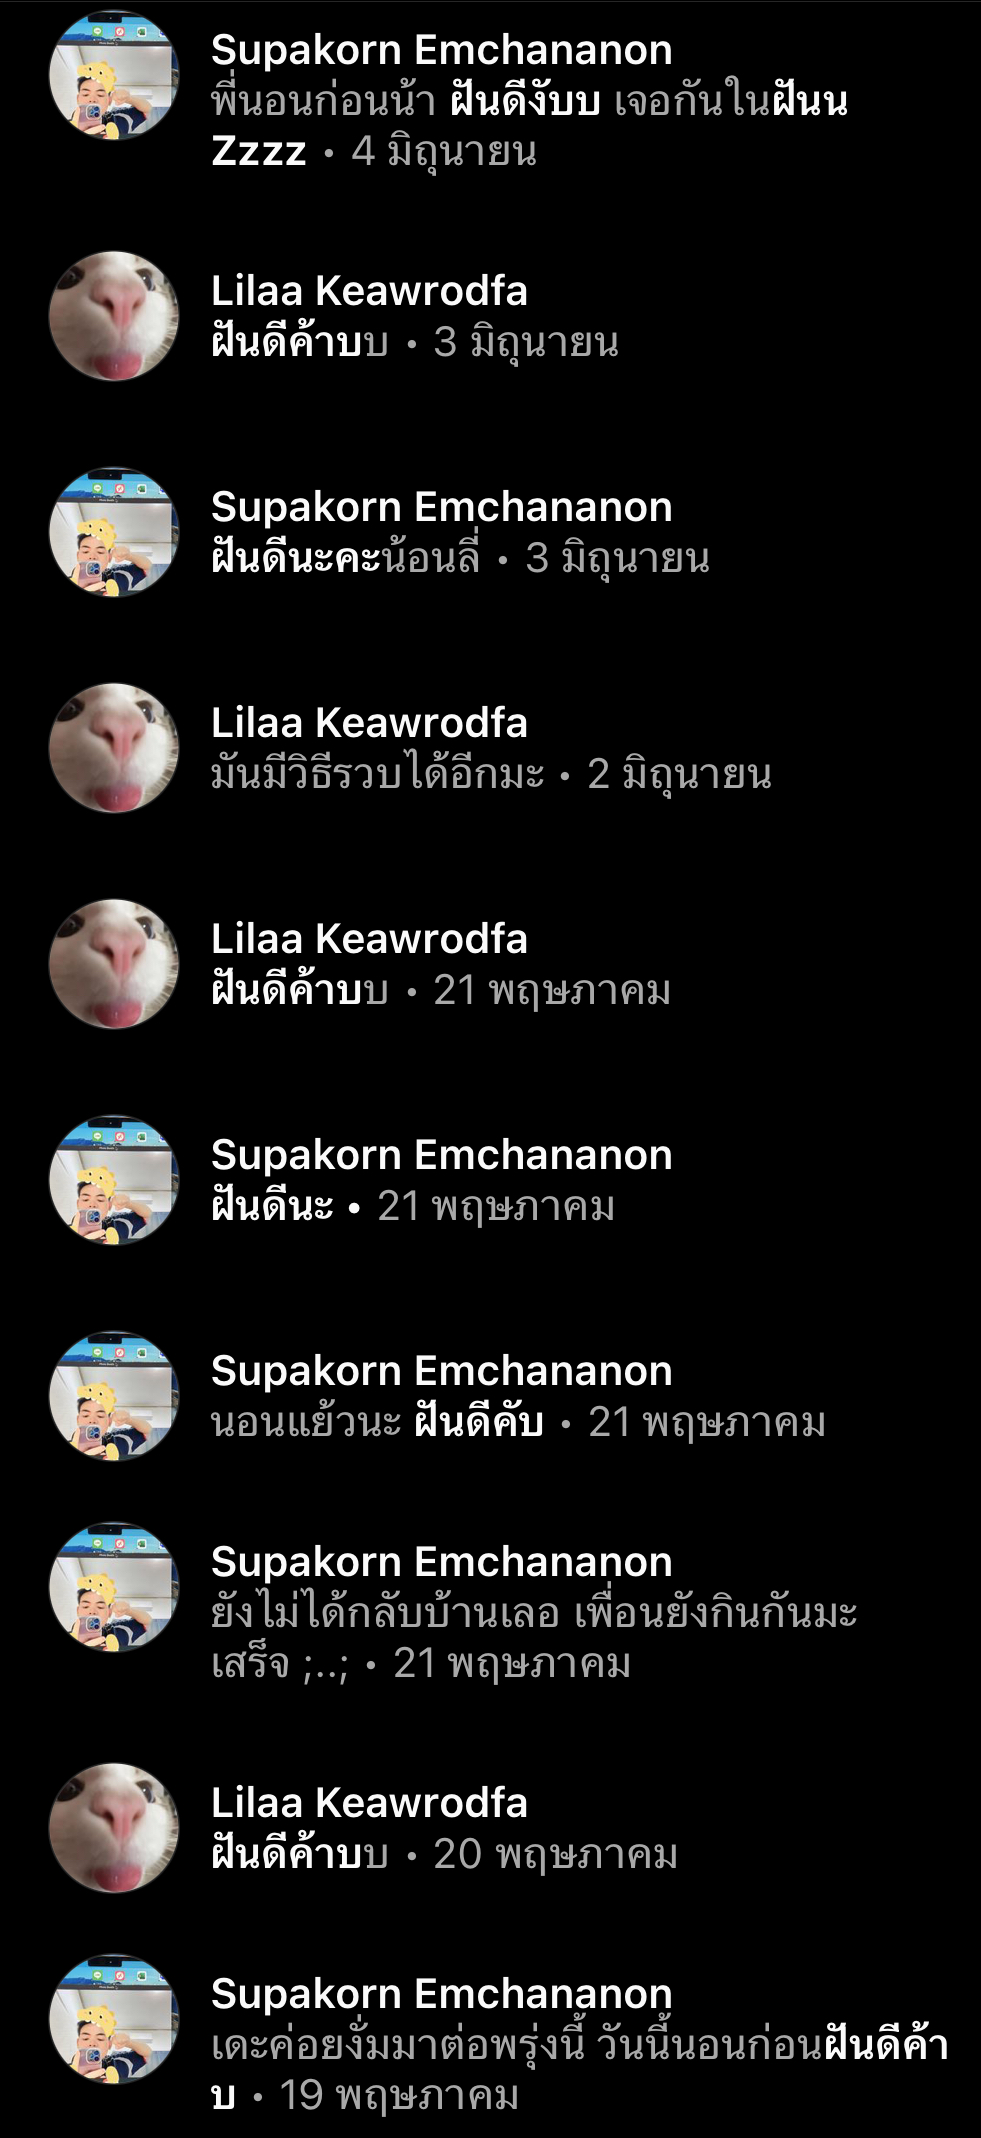 Supakorn Emchananon
พี่นอนก่อนน้า ฝันดีงับบ เจอกันในฝันน
Zzzz • 4 มิถุนายน
Lilaa Keawrodfa
ฝันดีค้าบบ • 3 มิถุนายน
Supakorn Emchananon
ฝันดีนะคะน้อนลี่ • 3 มิถุนายน
Lilaa Keawrodfa
มันมีวิธีรวบได้อีกมะ • 2 มิถุนายน
Lilaa Keawrodfa
ฝันดีค้าบบ • 21 พฤษภาคม
Supakorn Emchananon
ฝันดีนะ • 21 พฤษภาคม
Supakorn Emchananon
นอนแย้วนะ ฝันดีคับ • 21 พฤษภาคม
Supakorn Emchananon
ยังไม่ได้กลับบ้านเลอ เพื่อนยังกินกันมะ
เสร็จ ;..; • 21 พฤษภาคม
Lilaa Keawrodfa
ฝันดีค้าบบ • 20 พฤษภาคม
Supakorn Emchananon
เดะค่อยงั่มมาต่อพรุ่งนี้ วันนี้นอนก่อนฝันดีค้า
บ • 19 พฤษภาคม